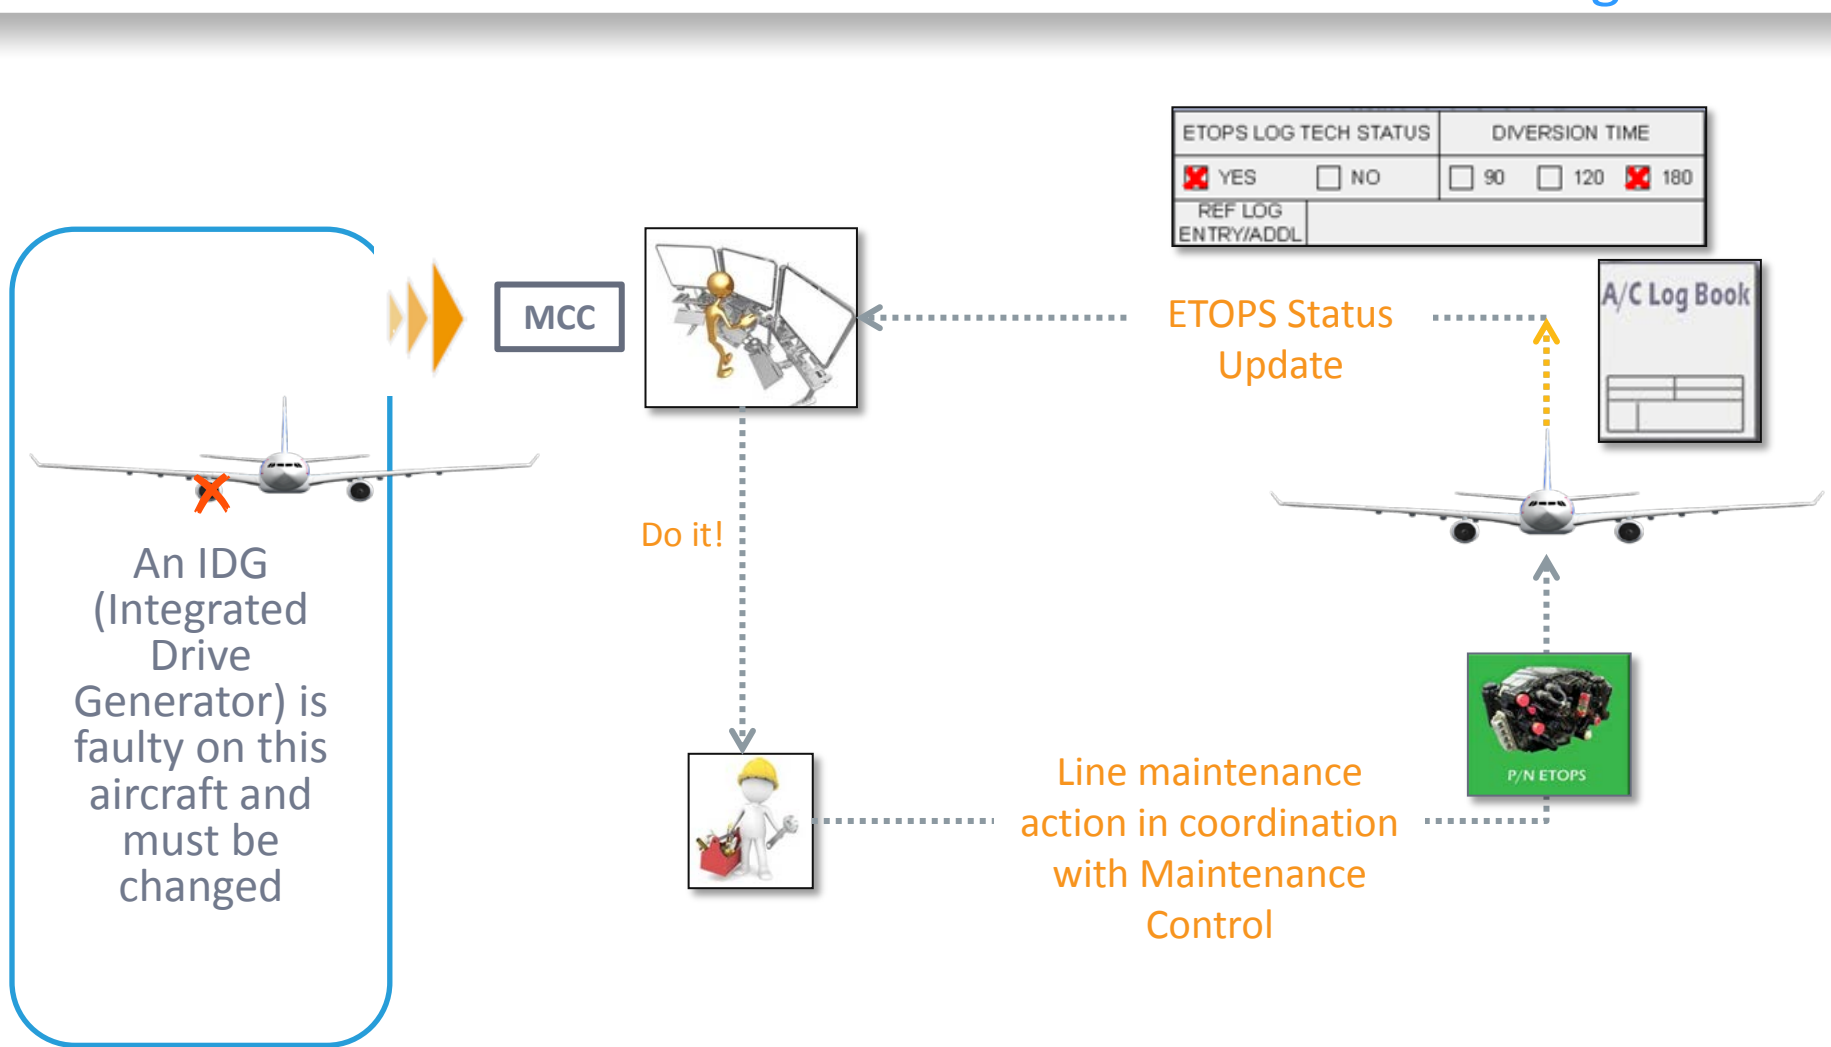 ETOPS LOG TECH STATUS DIVERSION TIME
YES NO 90 120 180
REF LOG
ENTRY/ADDL
A/C Log Book
MCC
ETOPS Status
Update
Do it!
An IDG
(Integrated
Drive
Generator) is
faulty on this
aircraft and
must be
changed
P/N ETOPS
Line maintenance
action in coordination
with Maintenance
Control